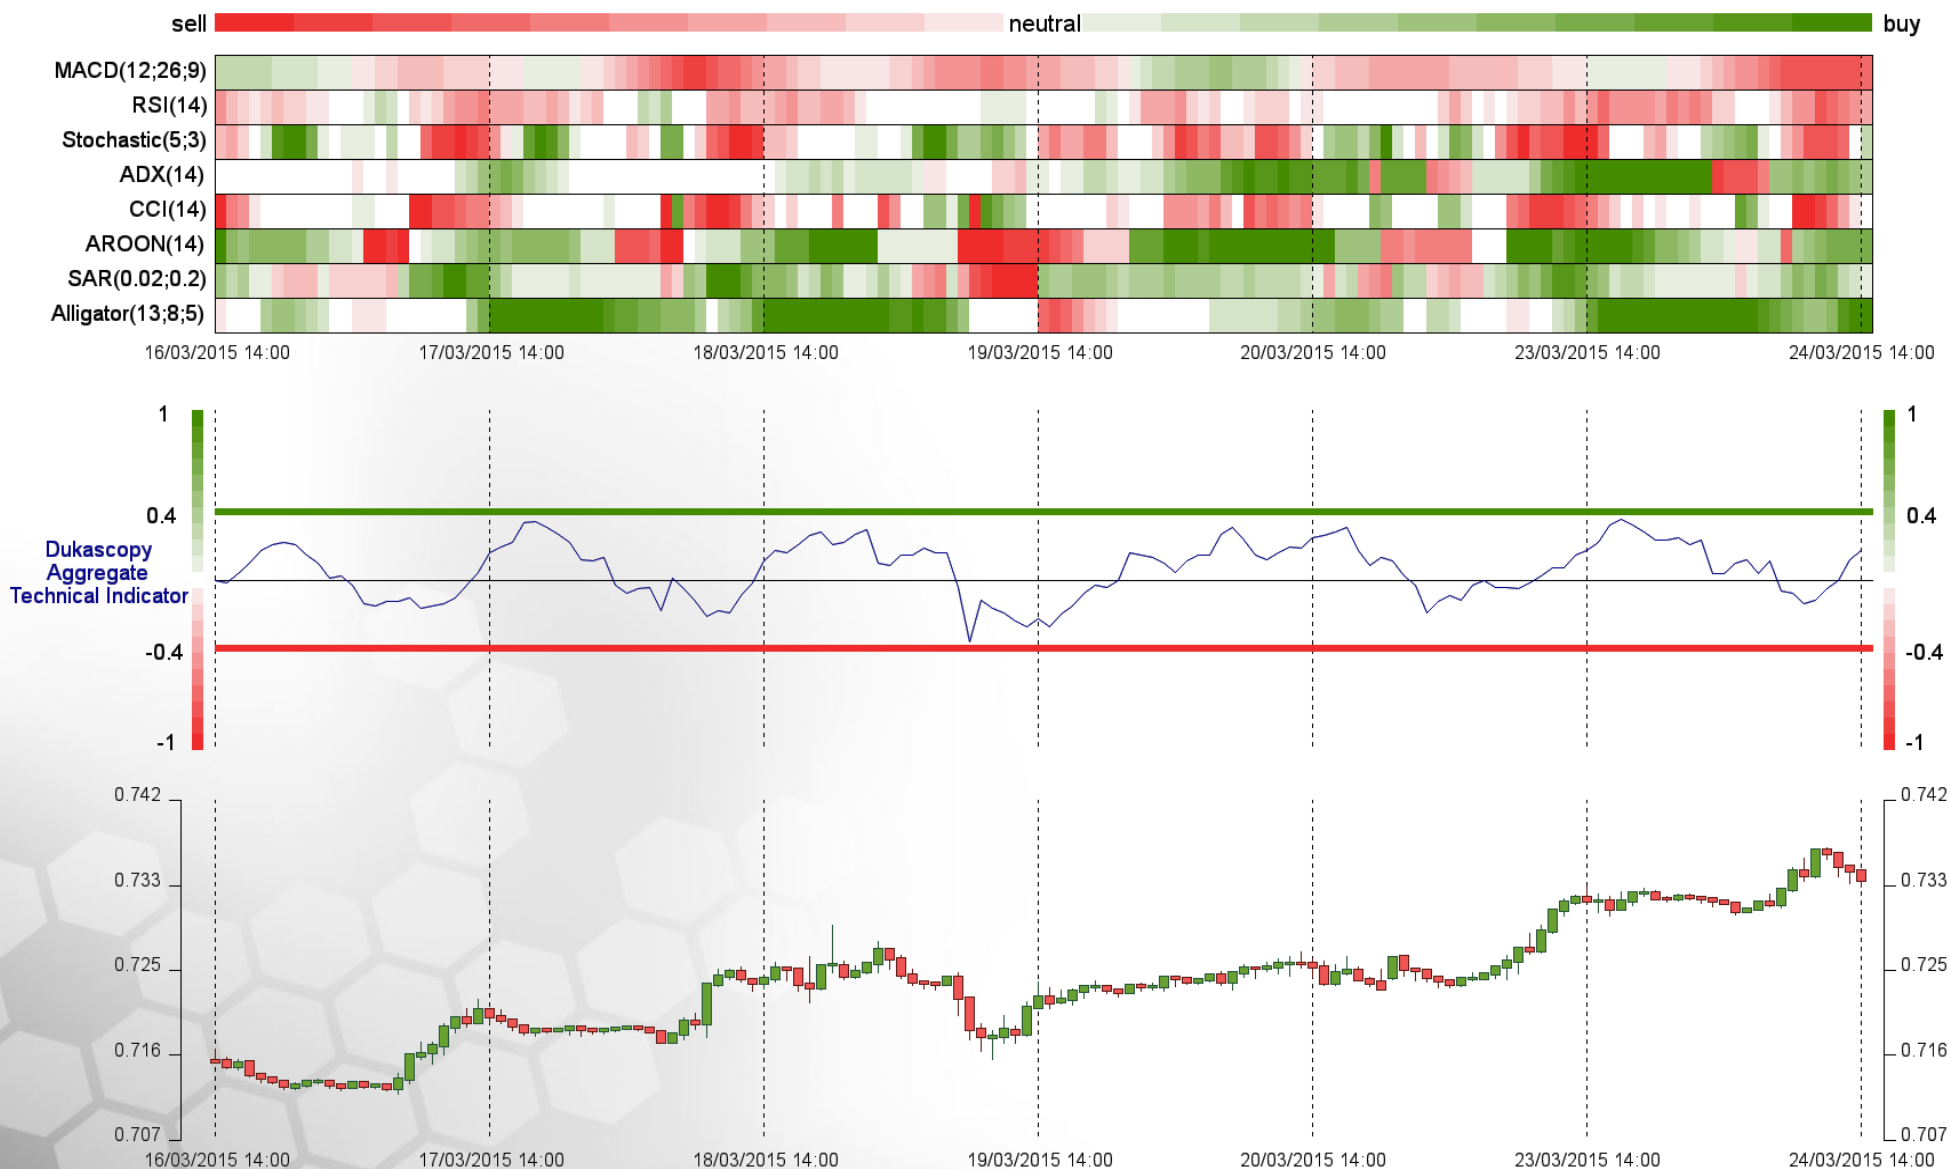 sell neutral buy
MACD(12;26;9)
RSI(14)
Stochastic(5;3)
ADX(14)
CCI(14)
AROON(14)
SAR(0.02;0.2)
Alligator(13;8;5)
16/03/2015 14:00 17/03/2015 14:00 18/03/2015 14:00 19/03/2015 14:00 20/03/2015 14:00 23/03/2015 14:00 24/03/2015 14:00
1 1
0.4 0.4
Dukascopy
Aggregate
Technical Indicator
-0.4 -0.4
-1 -1
0.742 0.742
0.733 0.733
0.725 0.725
0.716 0.716
0.707 0.707
16/03/2015 14:00 17/03/2015 14:00 18/03/2015 14:00 19/03/2015 14:00 20/03/2015 14:00 23/03/2015 14:00 24/03/2015 14:00